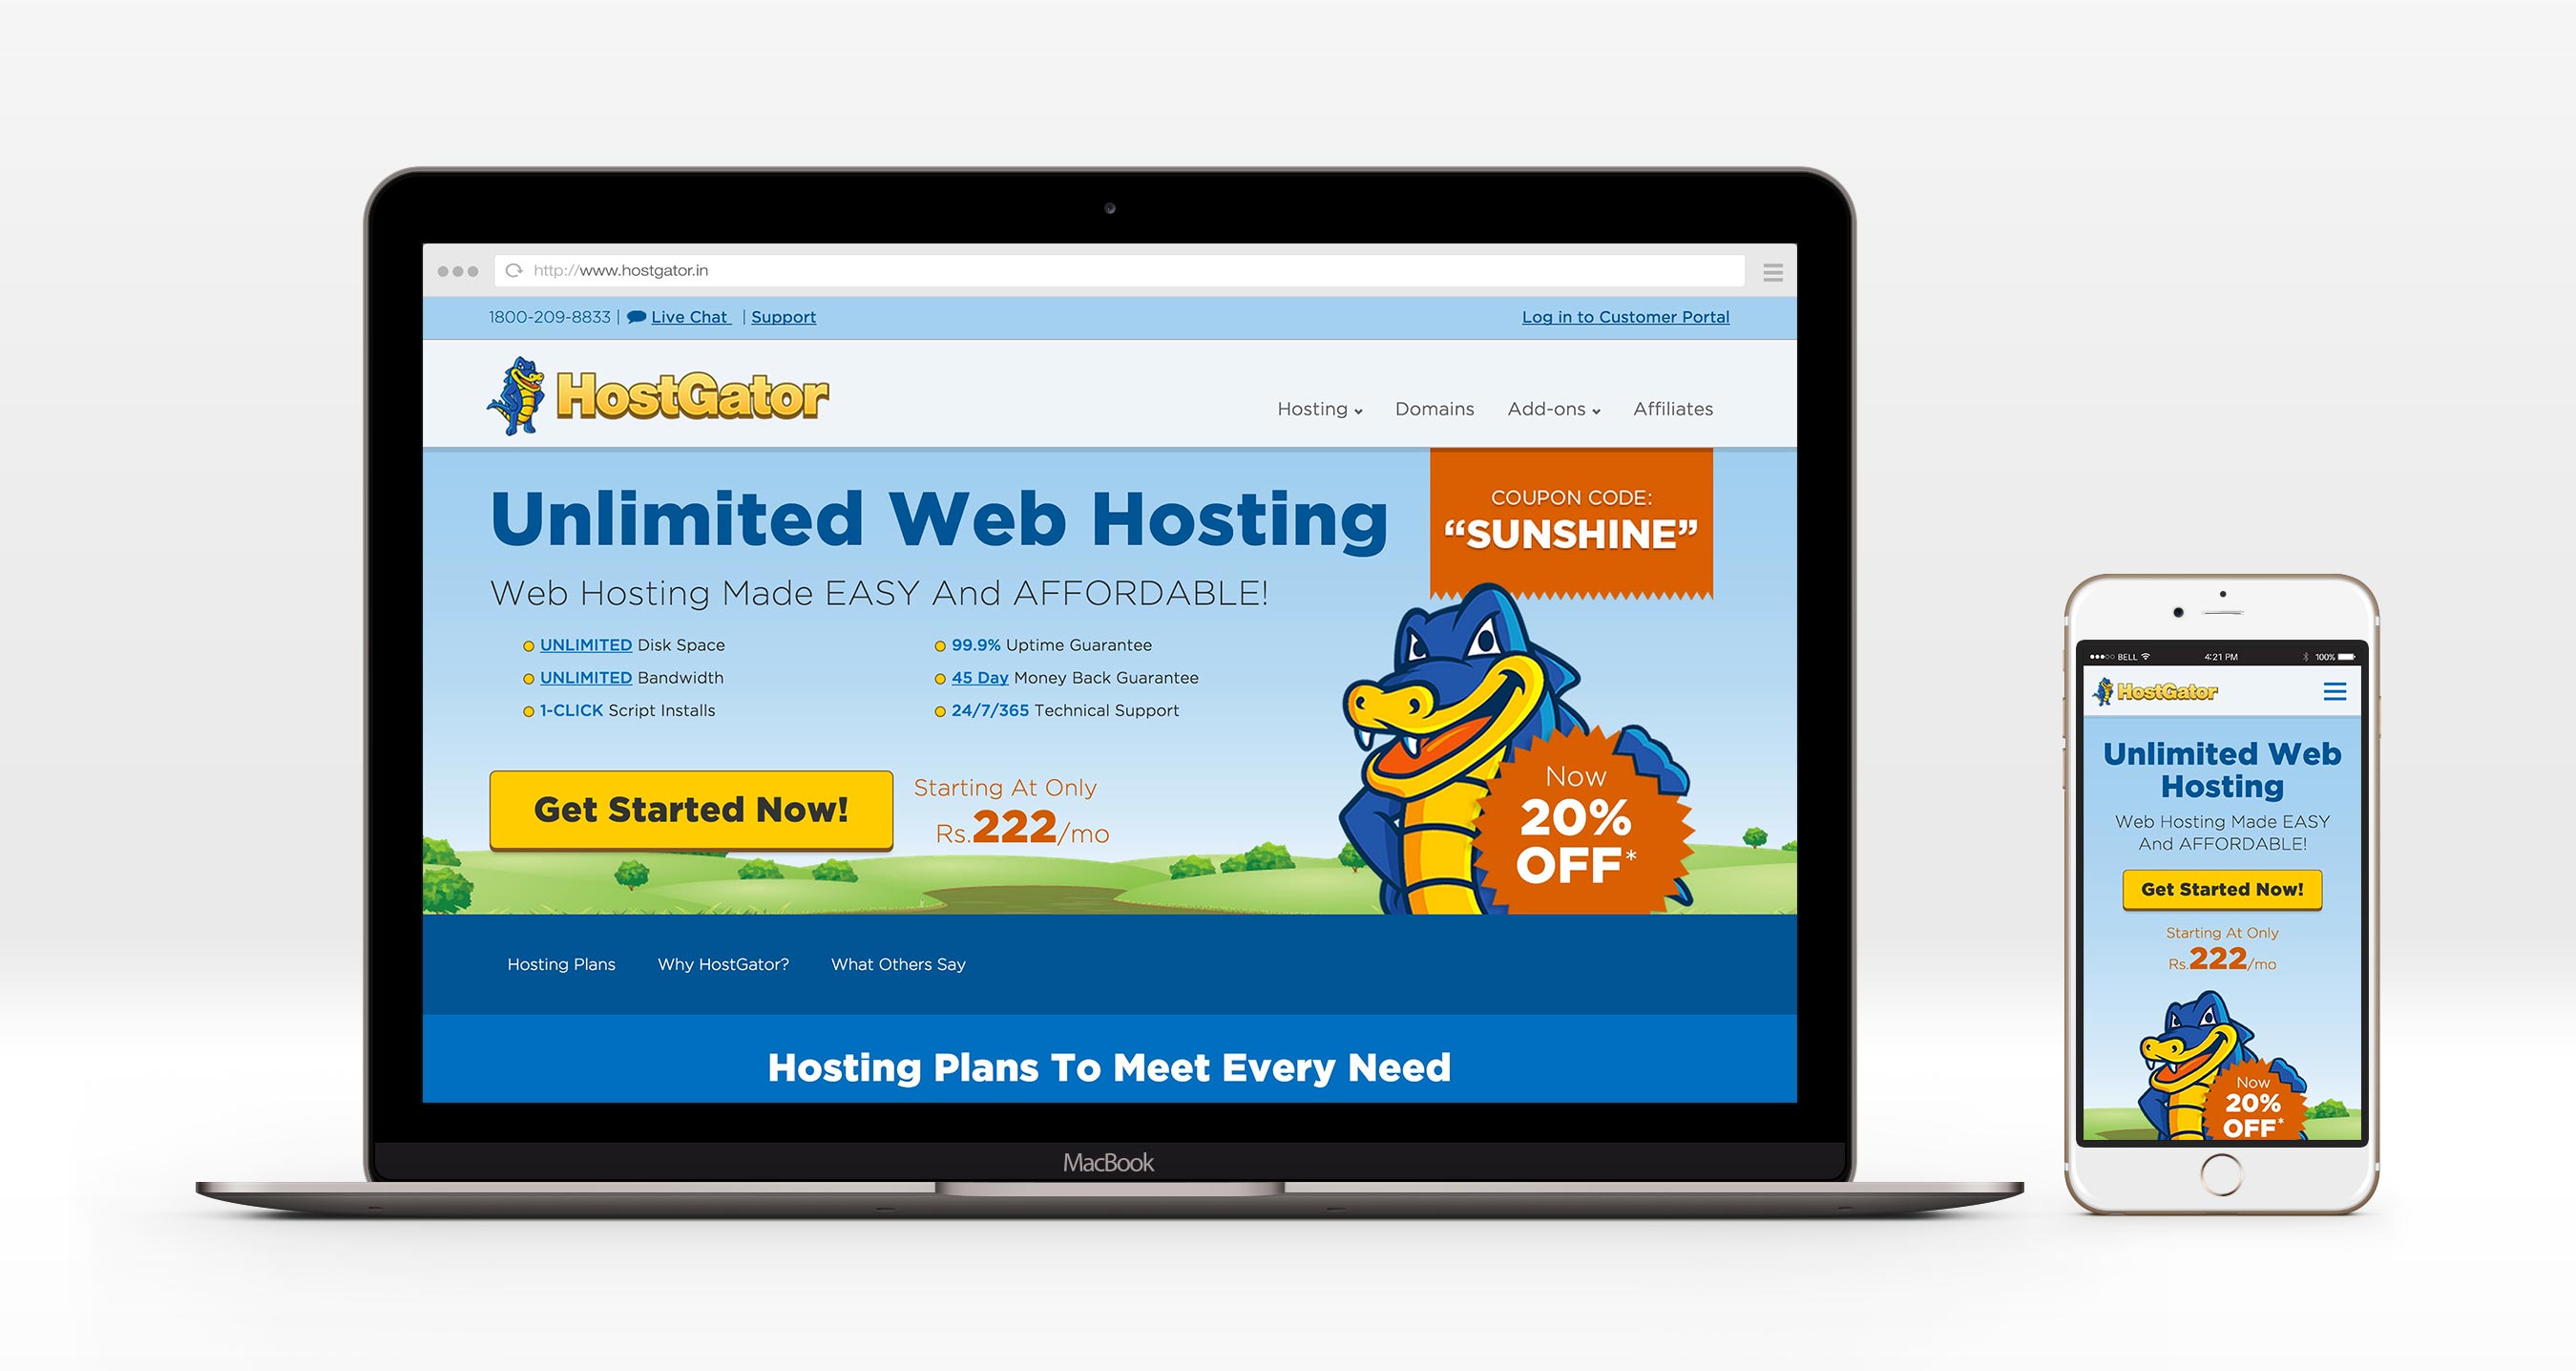 http://www.hostgator.in
1800-209-8833 | Live Chat | Support
Log in to Customer Portal
HostGator
Hosting Domains Add-ons Affiliates
Unlimited Web Hosting
COUPON CODE:
“SUNSHINE”
Web Hosting Made EASY And AFFORDABLE!
UNLIMITED Disk Space
UNLIMITED Bandwidth
1-CLICK Script Installs
99.9% Uptime Guarantee
45 Day Money Back Guarantee
24/7/365 Technical Support
Get Started Now!
Starting At Only
Rs.222/mo
Now
20%
OFF*
Hosting Plans Why HostGator? What Others Say
Hosting Plans To Meet Every Need
MacBook
BELL 4:21 PM 100%
HostGator
Unlimited Web
Hosting
Web Hosting Made EASY
And AFFORDABLE!
Get Started Now!
Starting At Only
Rs.222/mo
Now
20%
OFF*